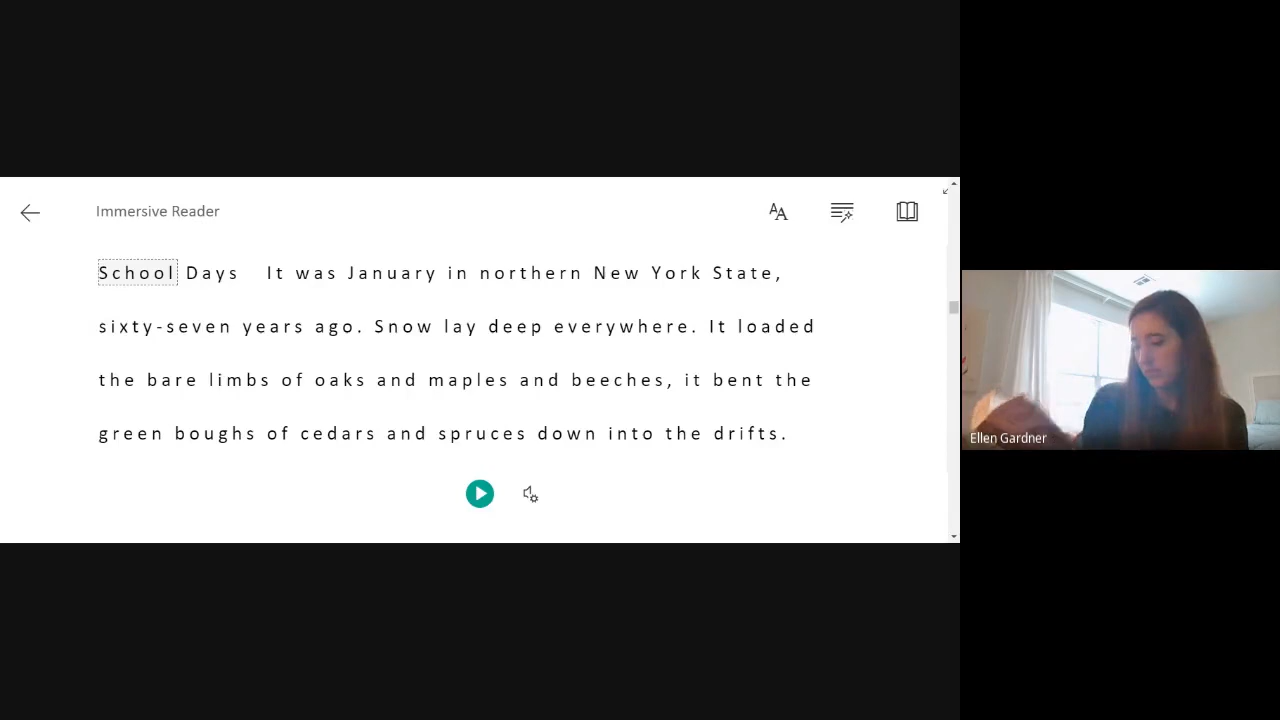 Immersive Reader
School Days It was January in northern New York State,
sixty-seven years ago. Snow lay deep everywhere. It loaded
the bare limbs of oaks and maples and beeches, it bent the
green boughs of cedars and spruces down into the drifts.
Ellen Gardner